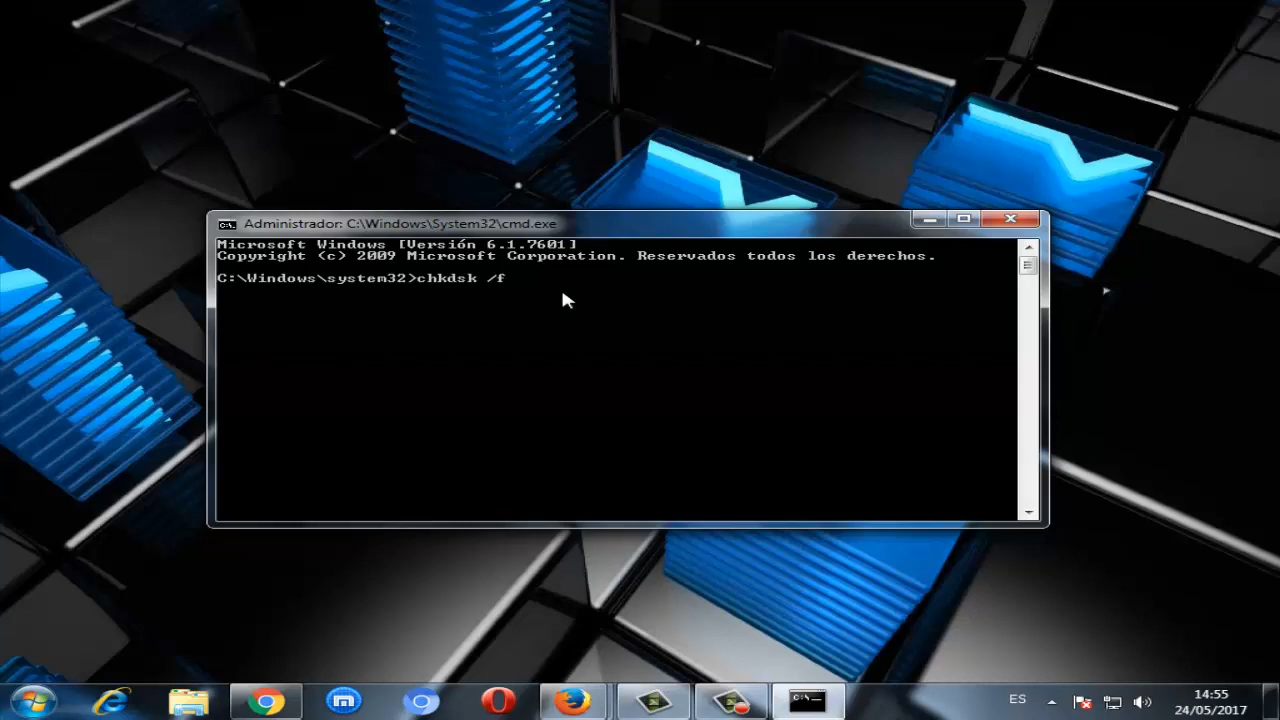 Administrador: C:\Windows\System32\cmd.exe
Microsoft Windows [Versión 6.1.7601]
Copyright (c) 2009 Microsoft Corporation. Reservados todos los derechos.
C:\Windows\system32>chkdsk /f
ES
14:55
24/05/2017